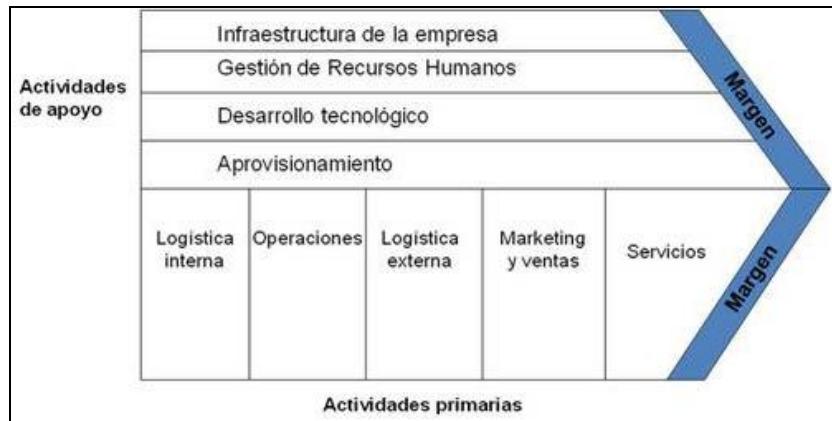 Infraestructura de la empresa
Gestión de Recursos Humanos
Actividades
de apoyo
Desarrollo tecnológico
Aprovisionamiento
Margen
Logística
interna
Operaciones
Logística
externa
Marketing
y ventas
Servicios
Margen
Actividades primarias